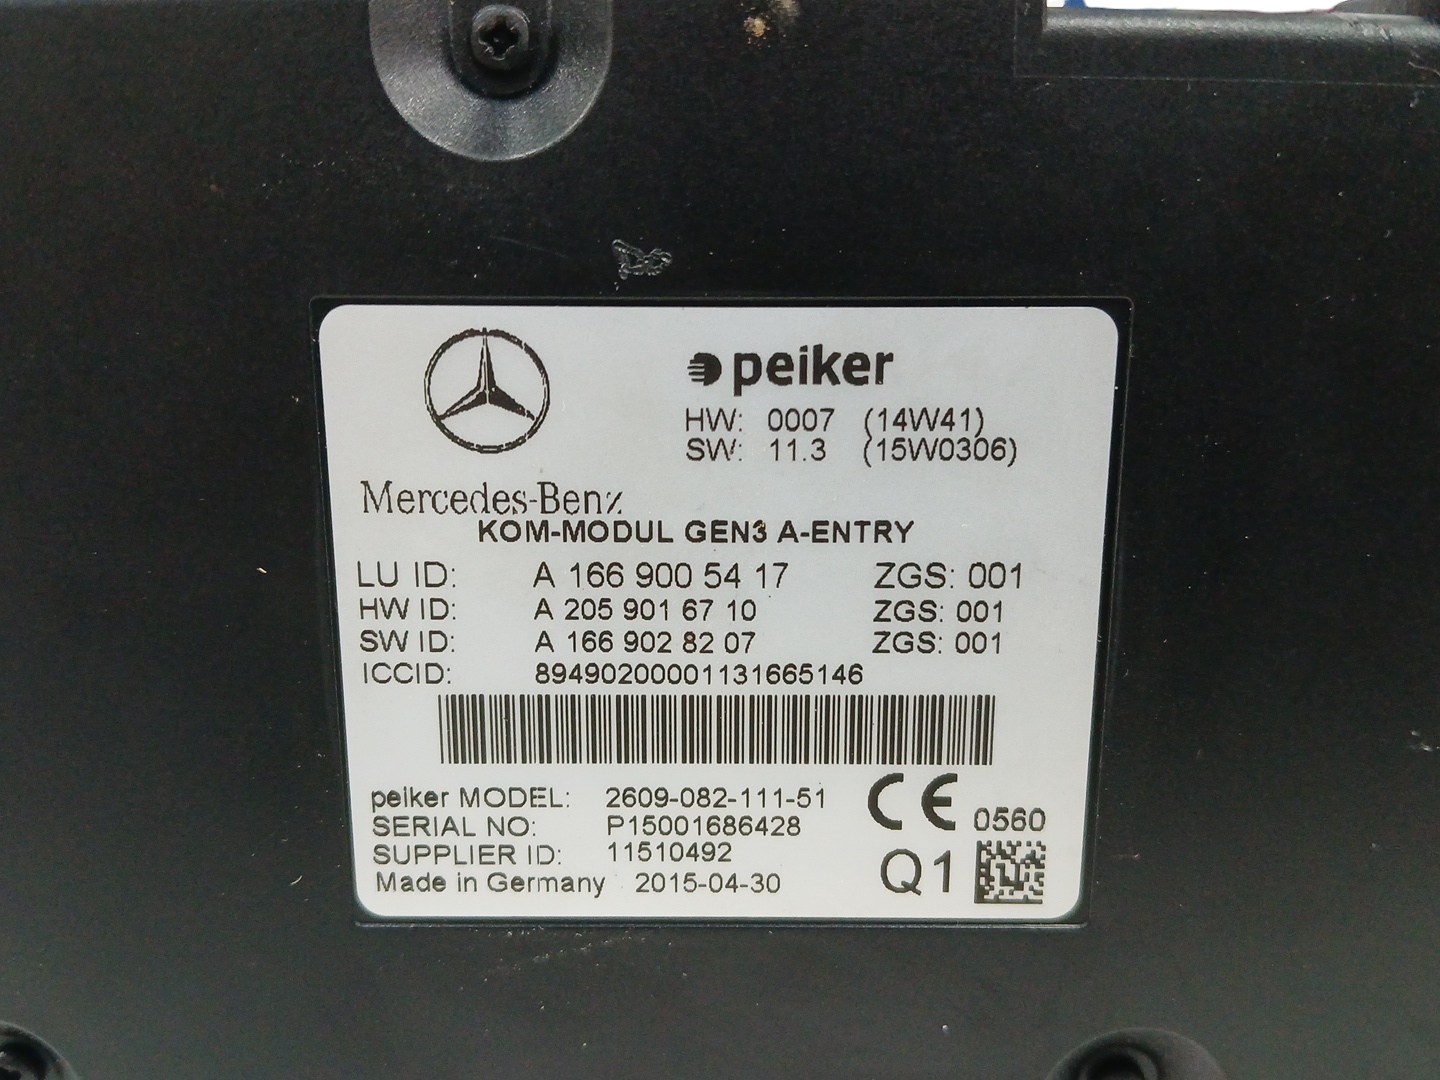 peiker
HW: 0007 (14W41)
SW: 11.3 (15W0306)
Mercedes-Benz
KOM-MODUL GEN3 A-ENTRY
LU ID: A 166 900 54 17 ZGS: 001
HW ID: A 205 901 67 10 ZGS: 001
SW ID: A 166 902 82 07 ZGS: 001
ICCID: 89490200001131665146
peiker MODEL: 2609-082-111-51
SERIAL NO: P15001686428
SUPPLIER ID: 11510492
Made in Germany 2015-04-30
CE 0560
Q1